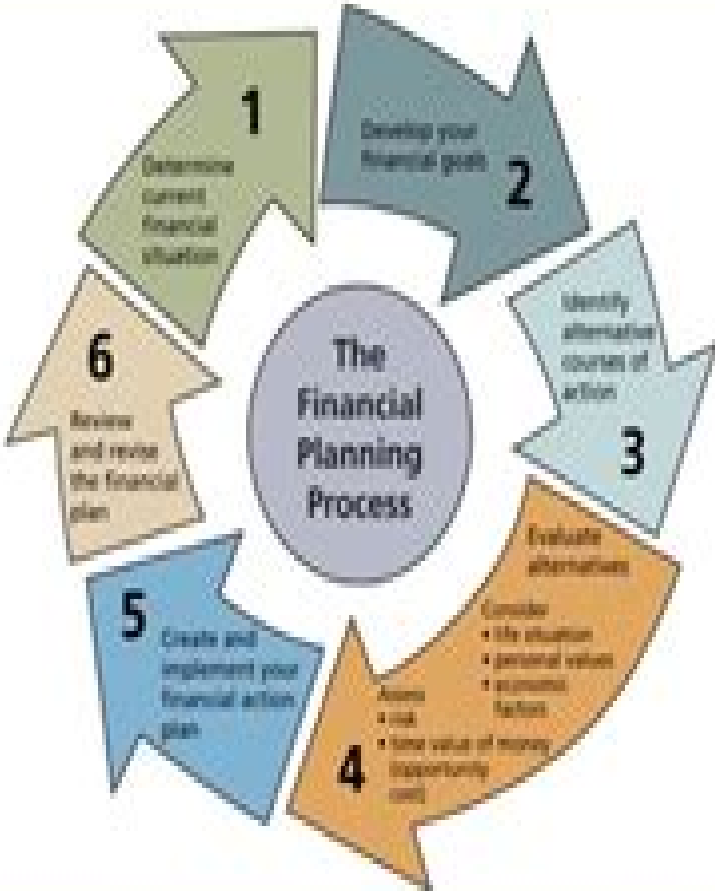 The
Financial
Planning
Process
1
Determine
current
financial
situation
Develop your
financial goals
2
Identify
alternative
courses of
action
3
Evaluate
alternatives
Consider
• life situation
• personal values
• economic
factors
Assess
• risk
• time value of money
(opportunity
cost)
4
5
Create and
implement your
financial action
plan
6
Review
and revise
the financial
plan